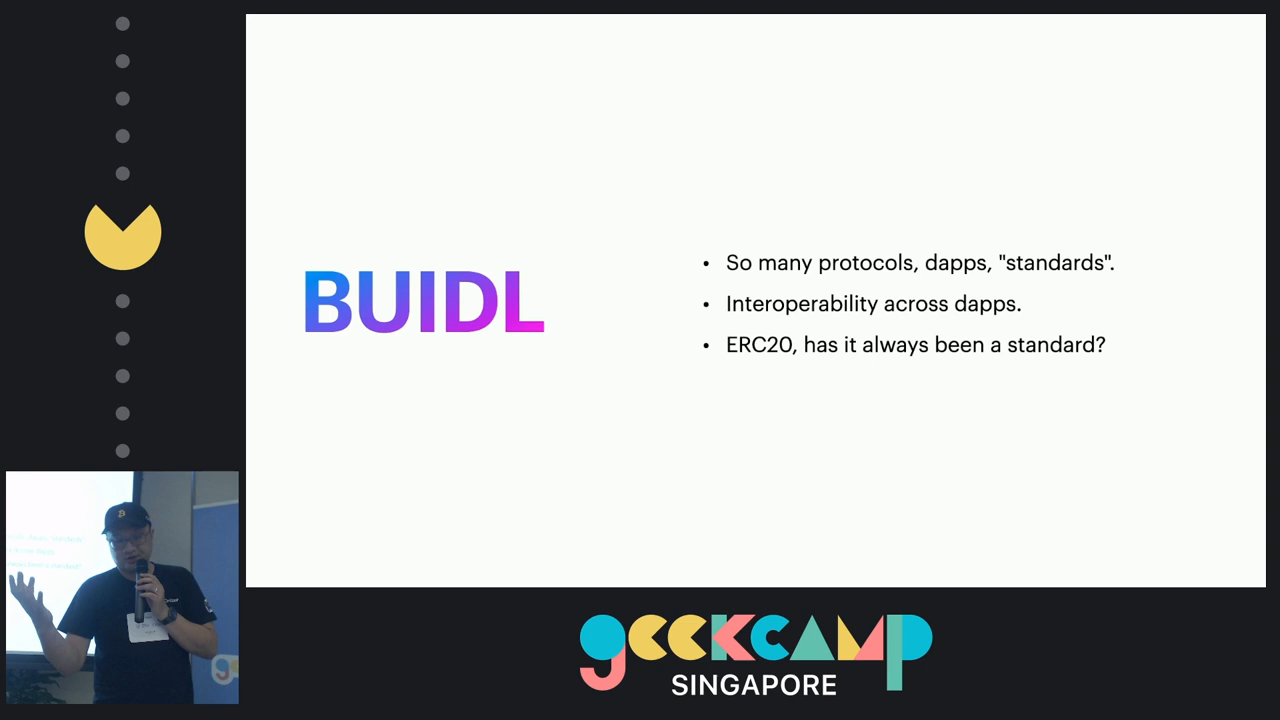 BUIDL
• So many protocols, dapps, "standards".
• Interoperability across dapps.
• ERC20, has it always been a standard?
geekcamp
SINGAPORE